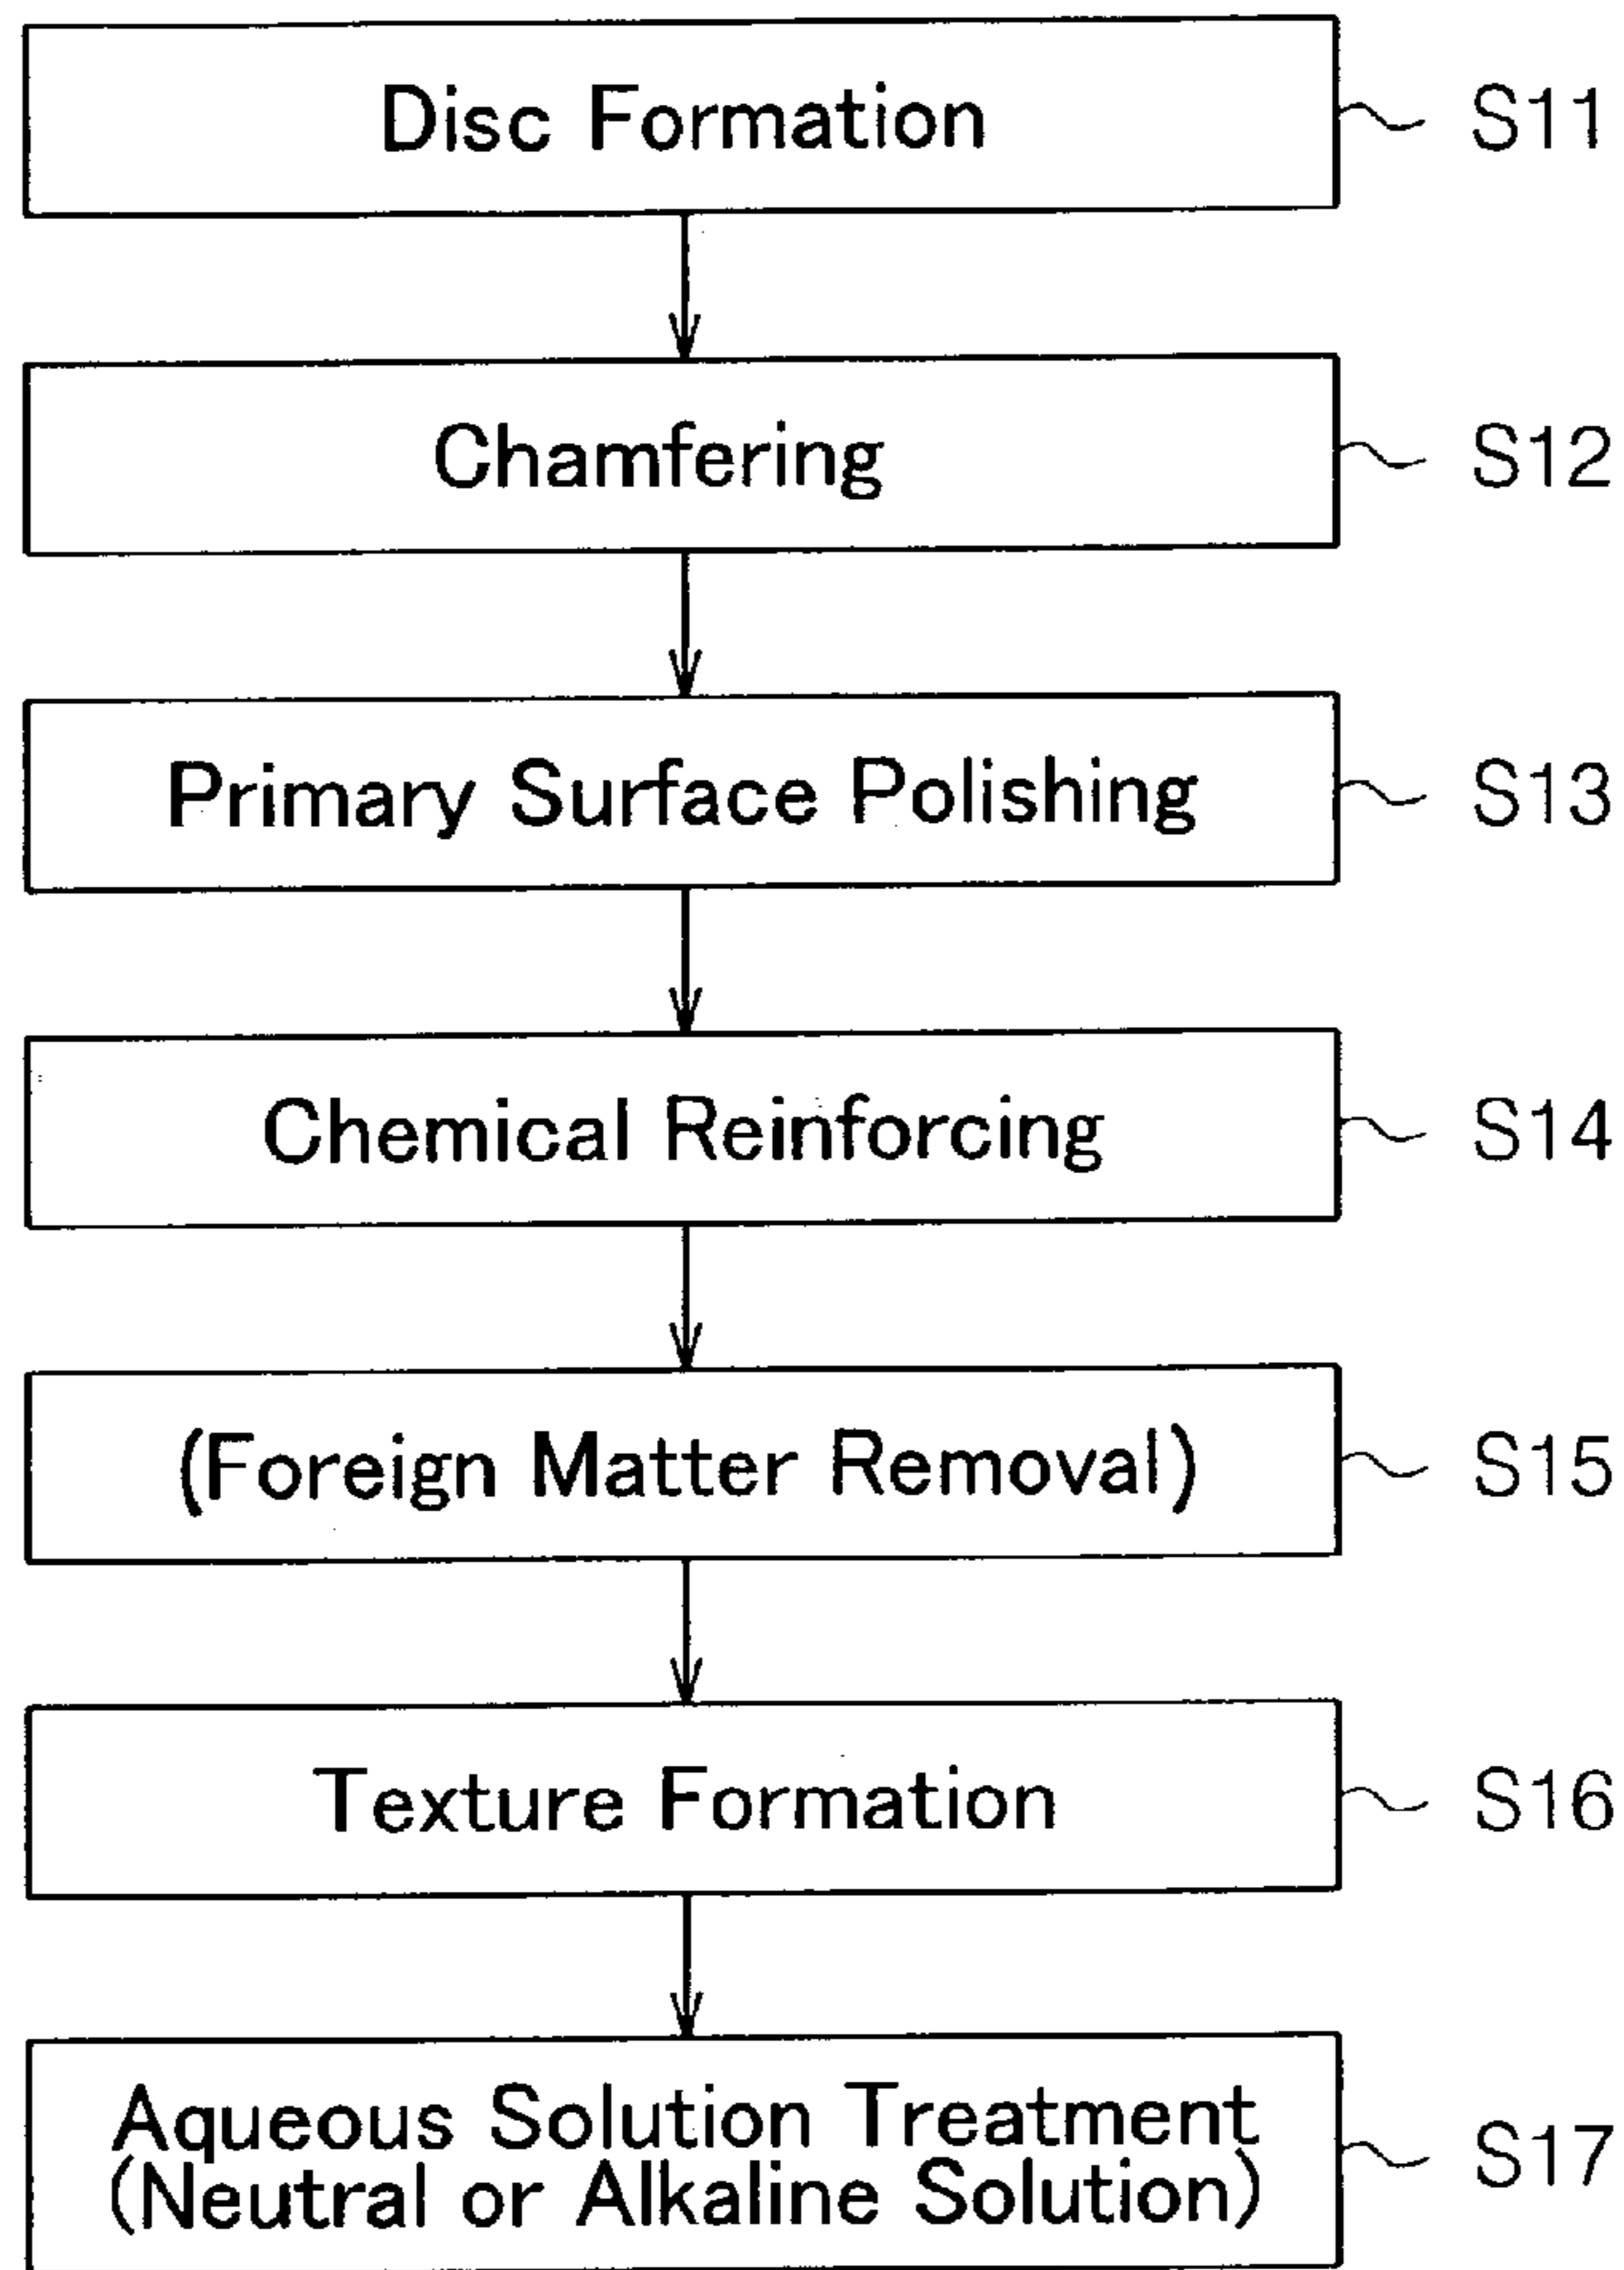 Disc Formation S11
Chamfering S12
Primary Surface Polishing S13
Chemical Reinforcing S14
(Foreign Matter Removal) S15
Texture Formation S16
Aqueous Solution Treatment
(Neutral or Alkaline Solution) S17